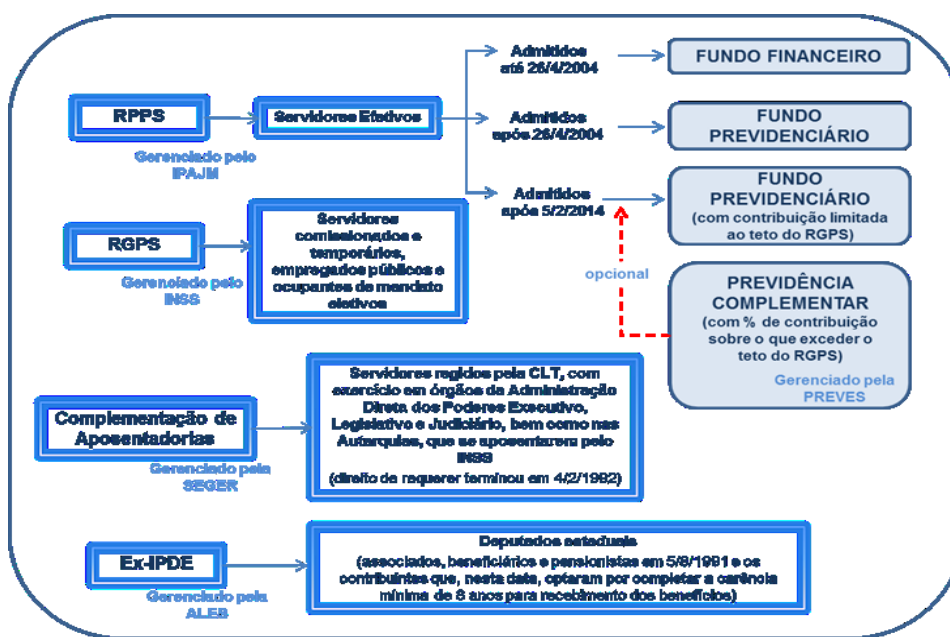 Admitidos
até 26/4/2004
FUNDO FINANCEIRO
RPPS
Gerenciado pelo
IPAJM
Servidores Efetivos
Admitidos
após 26/4/2004
FUNDO
PREVIDENCIÁRIO
Admitidos
após 5/2/2014
FUNDO
PREVIDENCIÁRIO
(com contribuição limitada
ao teto do RGPS)
RGPS
Gerenciado pelo
INSS
Servidores
comissionados e
temporários,
empregados públicos e
ocupantes de mandato
eletivos
opcional
PREVIDÊNCIA
COMPLEMENTAR
(com % de contribuição
sobre o que exceder o
teto do RGPS)
Gerenciado pela
PREVES
Complementação de
Aposentadorias
Gerenciado pela
SEGER
Servidores regidos pela CLT, com
exercício em órgãos da Administração
Direta dos Poderes Executivo,
Legislativo e Judiciário, bem como nas
Autarquias, que se aposentarem pelo
INSS
(direito de requerer terminou em 4/2/1992)
Ex-IPDE
Gerenciado pela
ALES
Deputados estaduais
(associados, beneficiários e pensionistas em 5/8/1991 e os
contribuintes que, nesta data, optaram por completar a carência
mínima de 8 anos para recebimento dos benefícios)